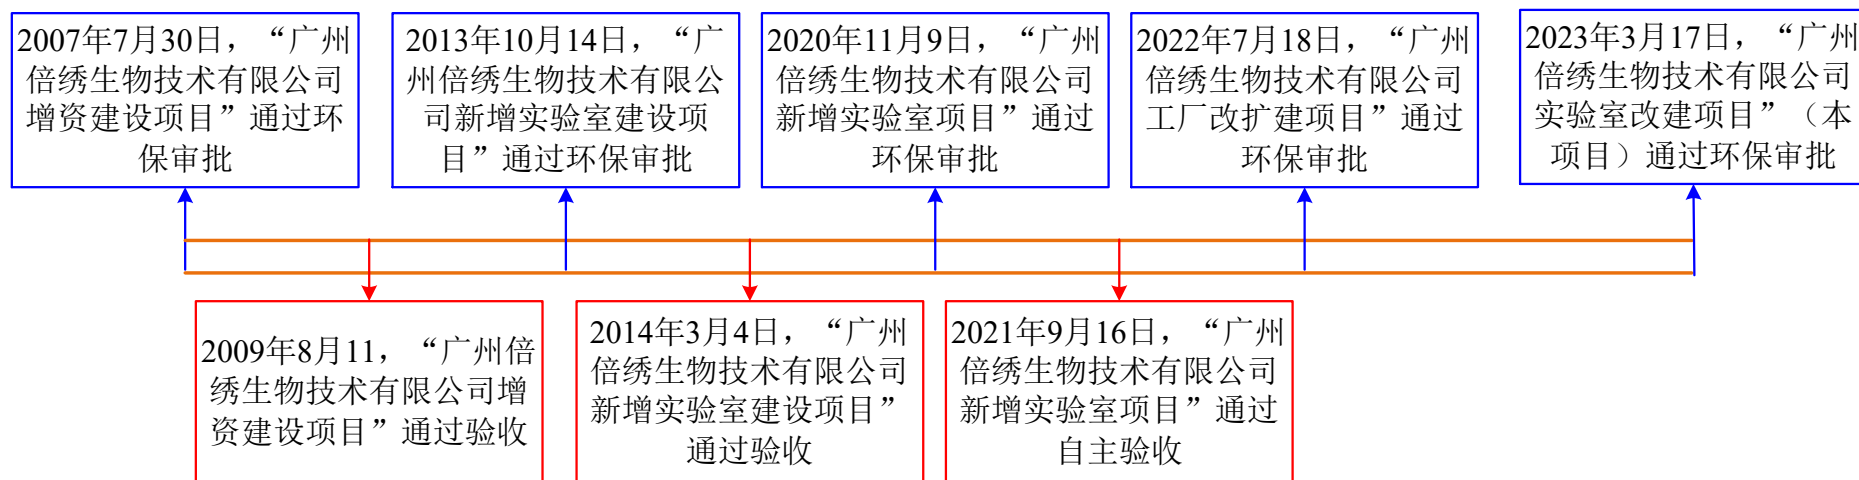 2007年7月30日，“广州
倍绣生物技术有限公司
增资建设项目”通过环
保审批
2013年10月14日，“广
州倍绣生物技术有限公
司新增实验室建设项
目”通过环保审批
2020年11月9日，“广州
倍绣生物技术有限公司
新增实验室项目”通过
环保审批
2022年7月18日，“广州
倍绣生物技术有限公司
工厂改扩建项目”通过
环保审批
2023年3月17日，“广州
倍绣生物技术有限公司
实验室改建项目”（本
项目）通过环保审批
2009年8月11，“广州倍
绣生物技术有限公司增
资建设项目”通过验收
2014年3月4日，“广州
倍绣生物技术有限公司
新增实验室建设项目”
通过验收
2021年9月16日，“广州
倍绣生物技术有限公司
新增实验室项目”通过
自主验收